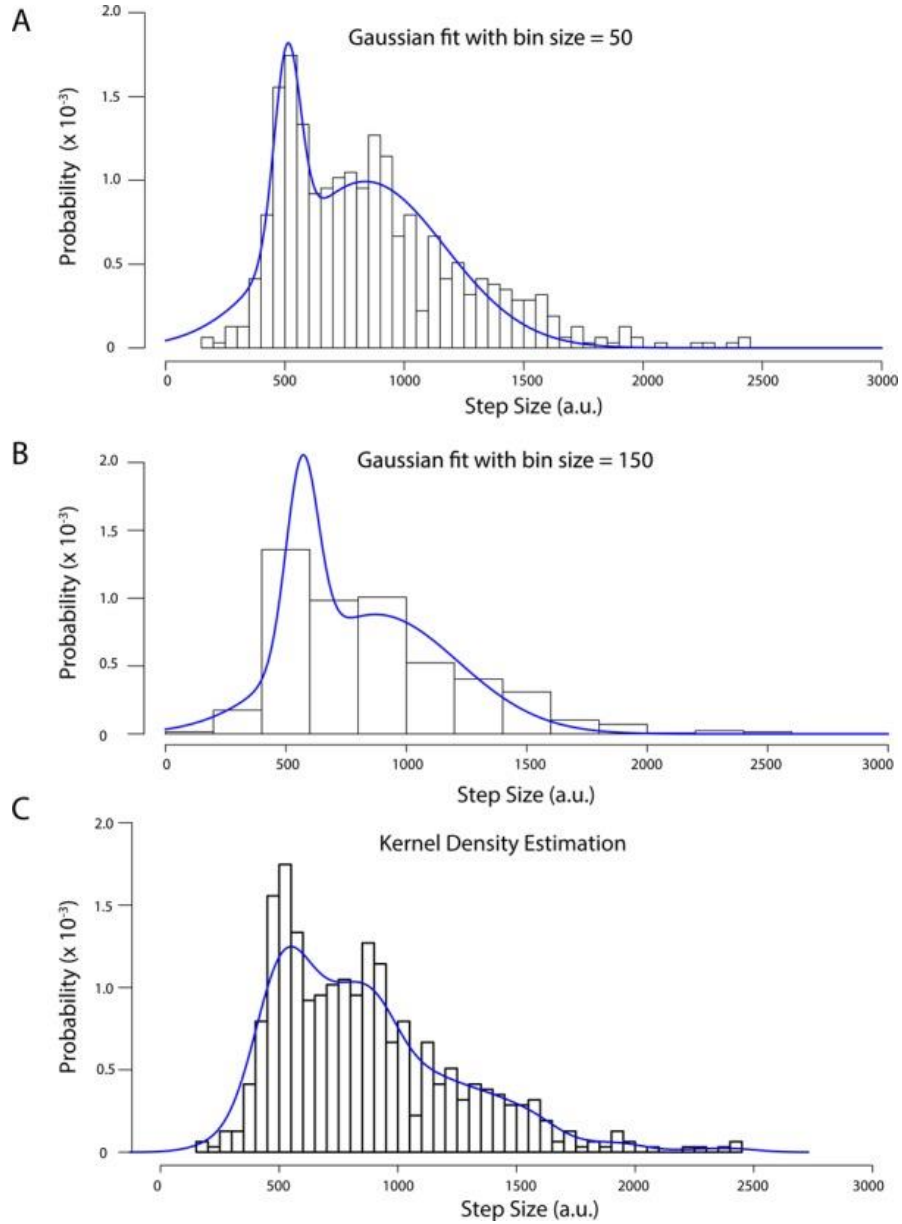 A
Gaussian fit with bin size = 50
Probability (x 10⁻³)
2.0
1.5
1.0
0.5
0
0 500 1000 1500 2000 2500 3000
Step Size (a.u.)
B
Gaussian fit with bin size = 150
Probability (x 10⁻³)
2.0
1.5
1.0
0.5
0
0 500 1000 1500 2000 2500 3000
Step Size (a.u.)
C
Kernel Density Estimation
Probability (x 10⁻³)
2.0
1.5
1.0
0.5
0
0 500 1000 1500 2000 2500 3000
Step Size (a.u.)